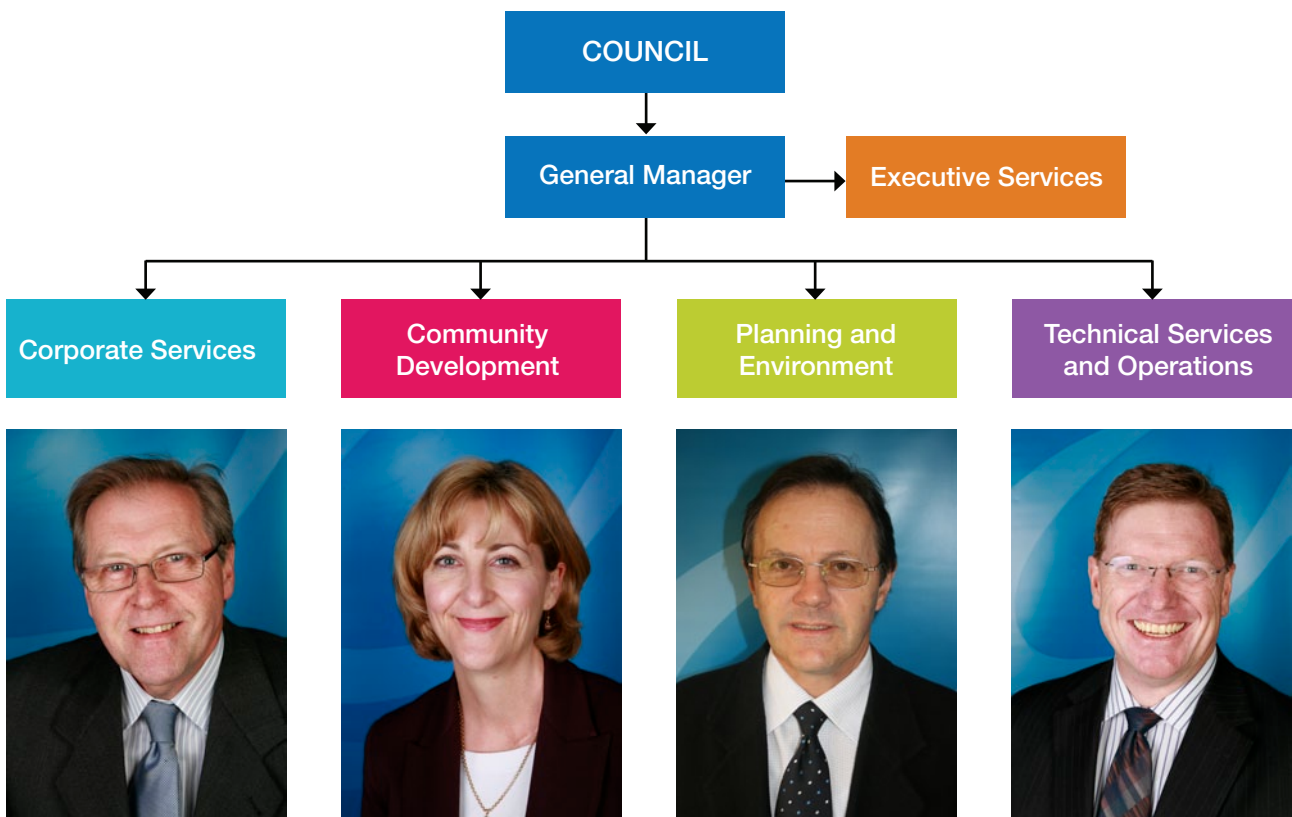 COUNCIL
General Manager
Executive Services
Corporate Services
Community
Development
Planning and
Environment
Technical Services
and Operations